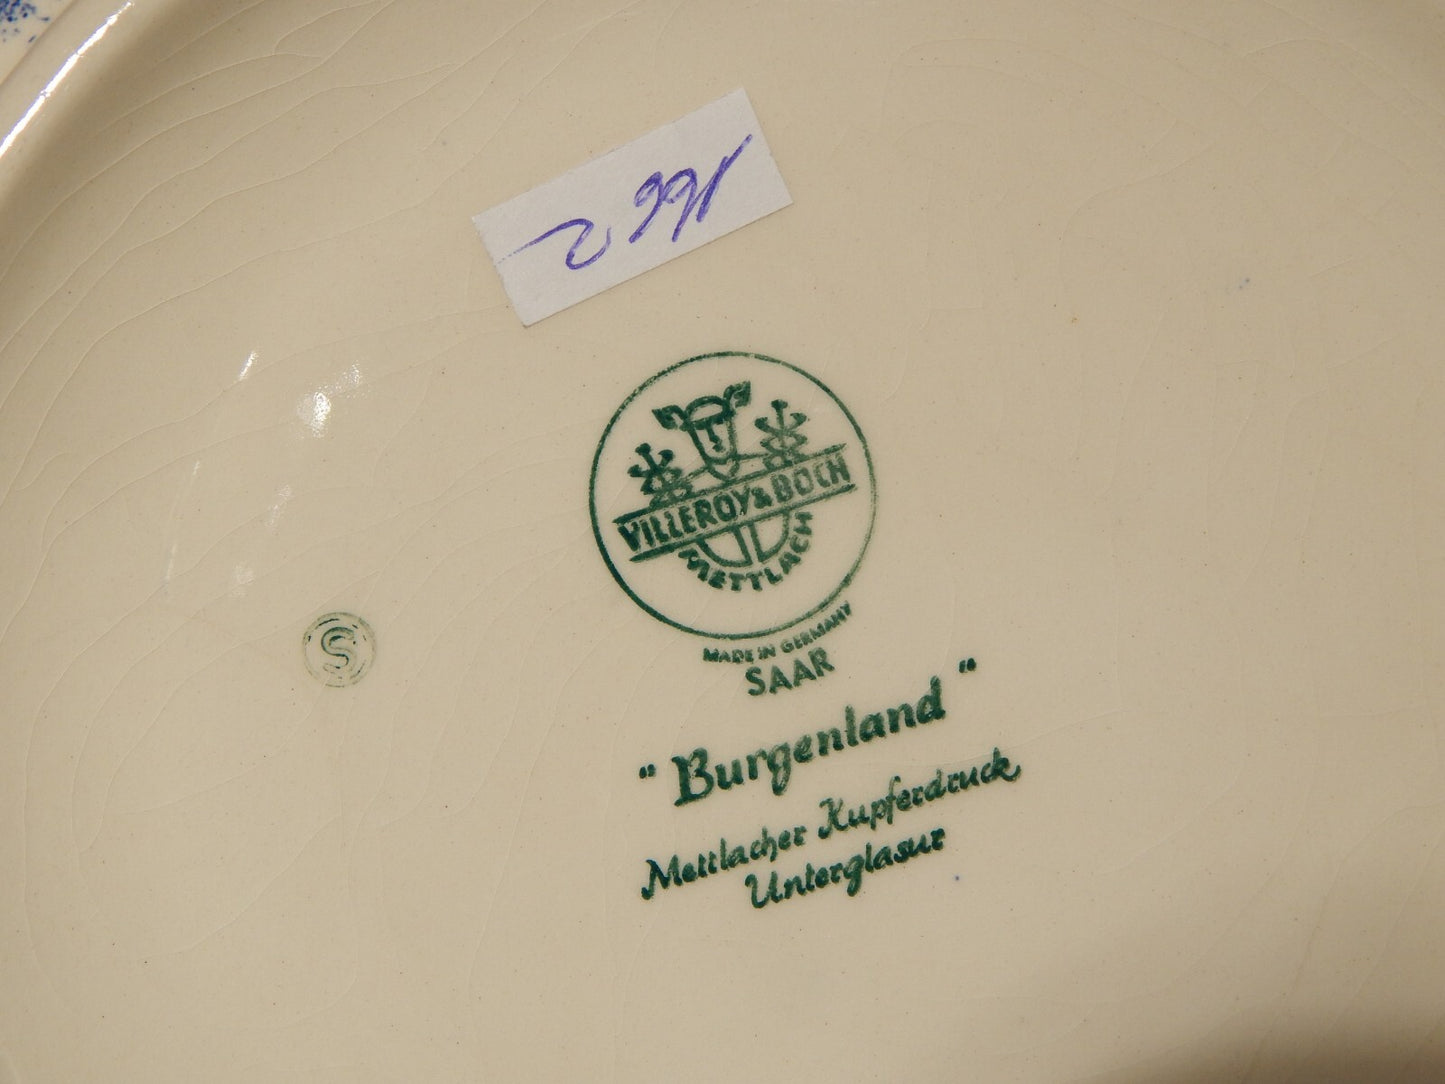 VILLEROY & BOCH
METTLACH
MADE IN GERMANY
SAAR
S
"Burgenland"
Mettlacher Kupferdruck
Unterglasur